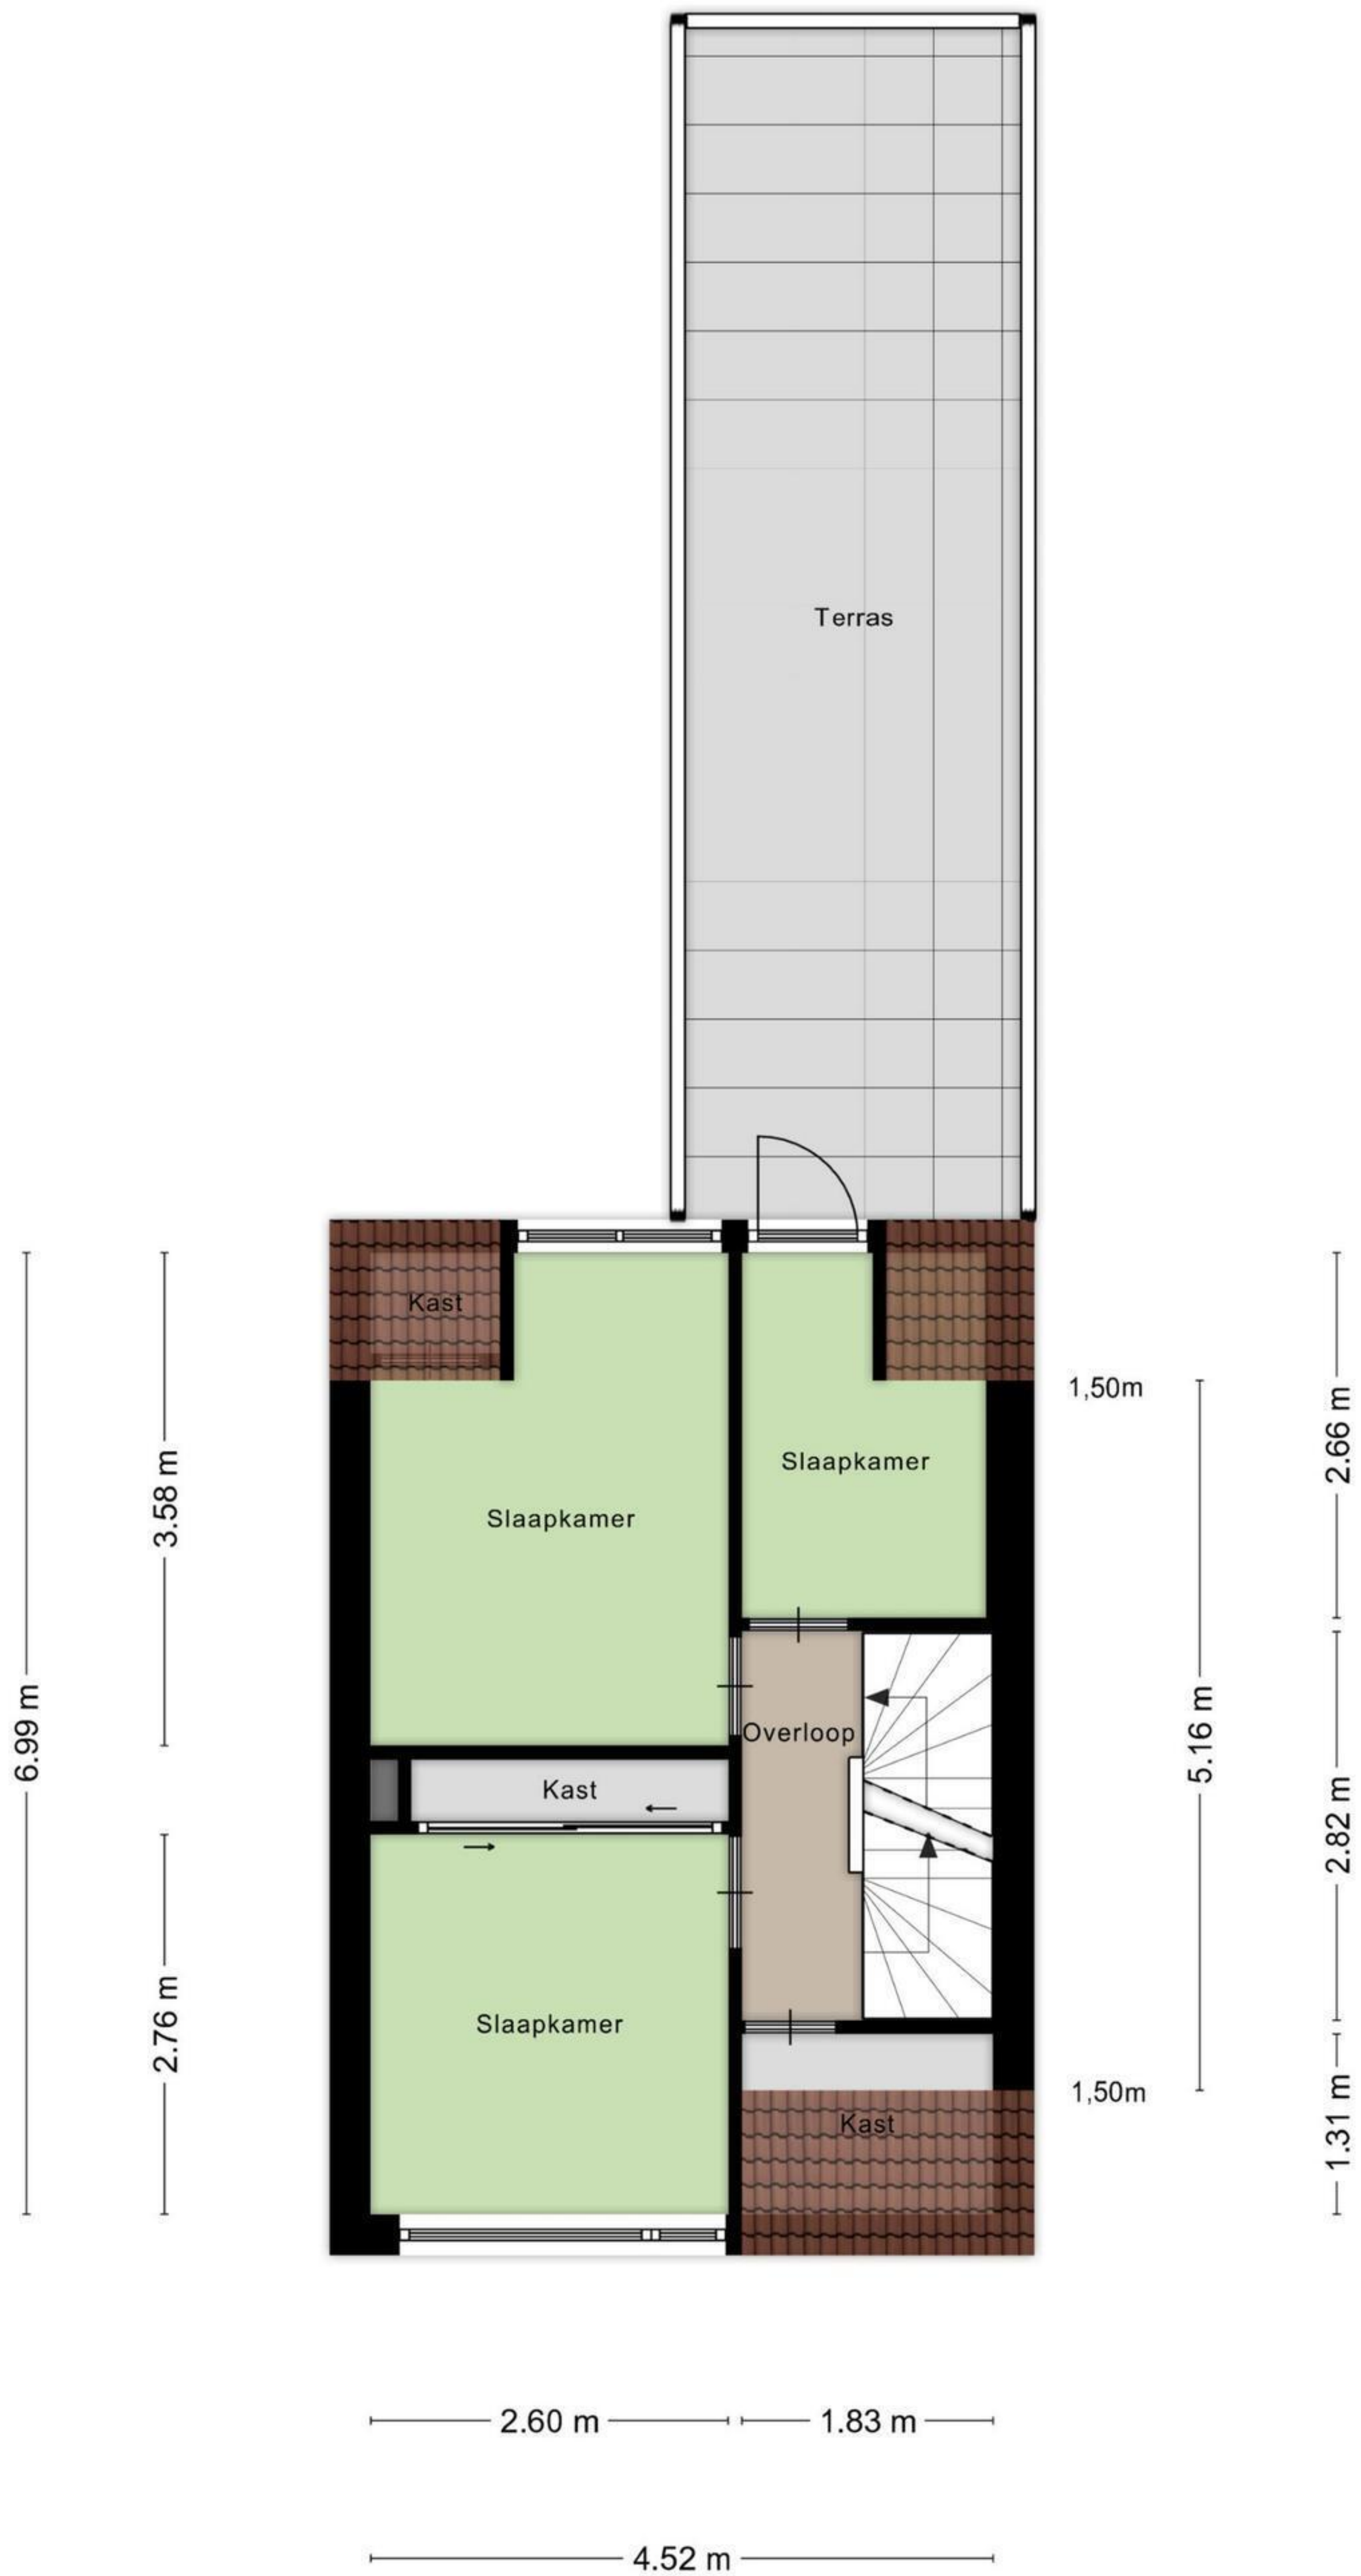 Terras
Kast
1,50m
Slaapkamer
2.66 m
3.58 m
Slaapkamer
6.99 m
5.16 m
Overloop
Kast
2.82 m
2.76 m
Slaapkamer
1,50m
Kast
1.31 m
2.60 m
1.83 m
4.52 m